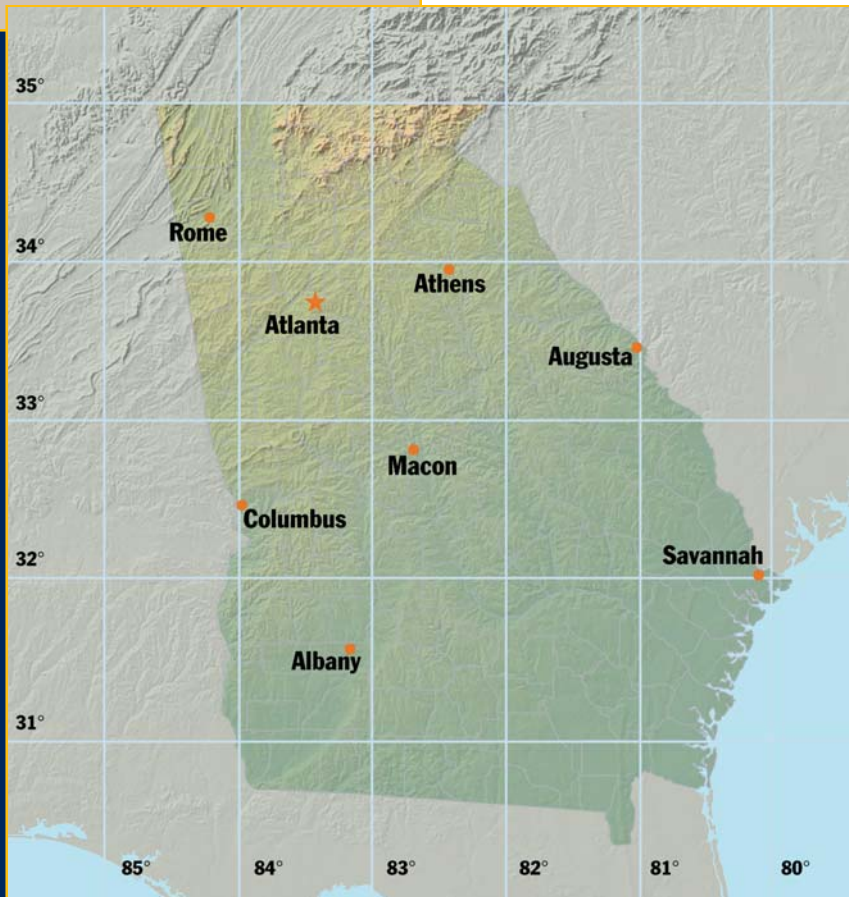 35°
Rome
34°
Athens
Atlanta
Augusta
33°
Macon
Columbus
Savannah
32°
Albany
31°
85° 84° 83° 82° 81° 80°